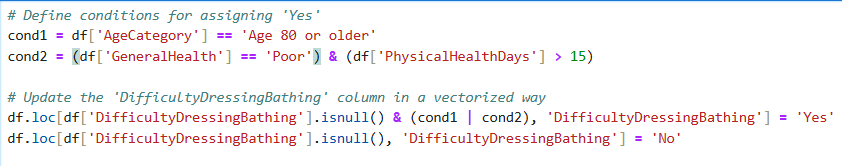 # Define conditions for assigning 'Yes'
cond1 = df['AgeCategory'] == 'Age 80 or older'
cond2 = (df['GeneralHealth'] == 'Poor') & (df['PhysicalHealthDays'] > 15)
# Update the 'DifficultyDressingBathing' column in a vectorized way
df.loc[df['DifficultyDressingBathing'].isnull() & (cond1 | cond2), 'DifficultyDressingBathing'] = 'Yes'
df.loc[df['DifficultyDressingBathing'].isnull(), 'DifficultyDressingBathing'] = 'No'